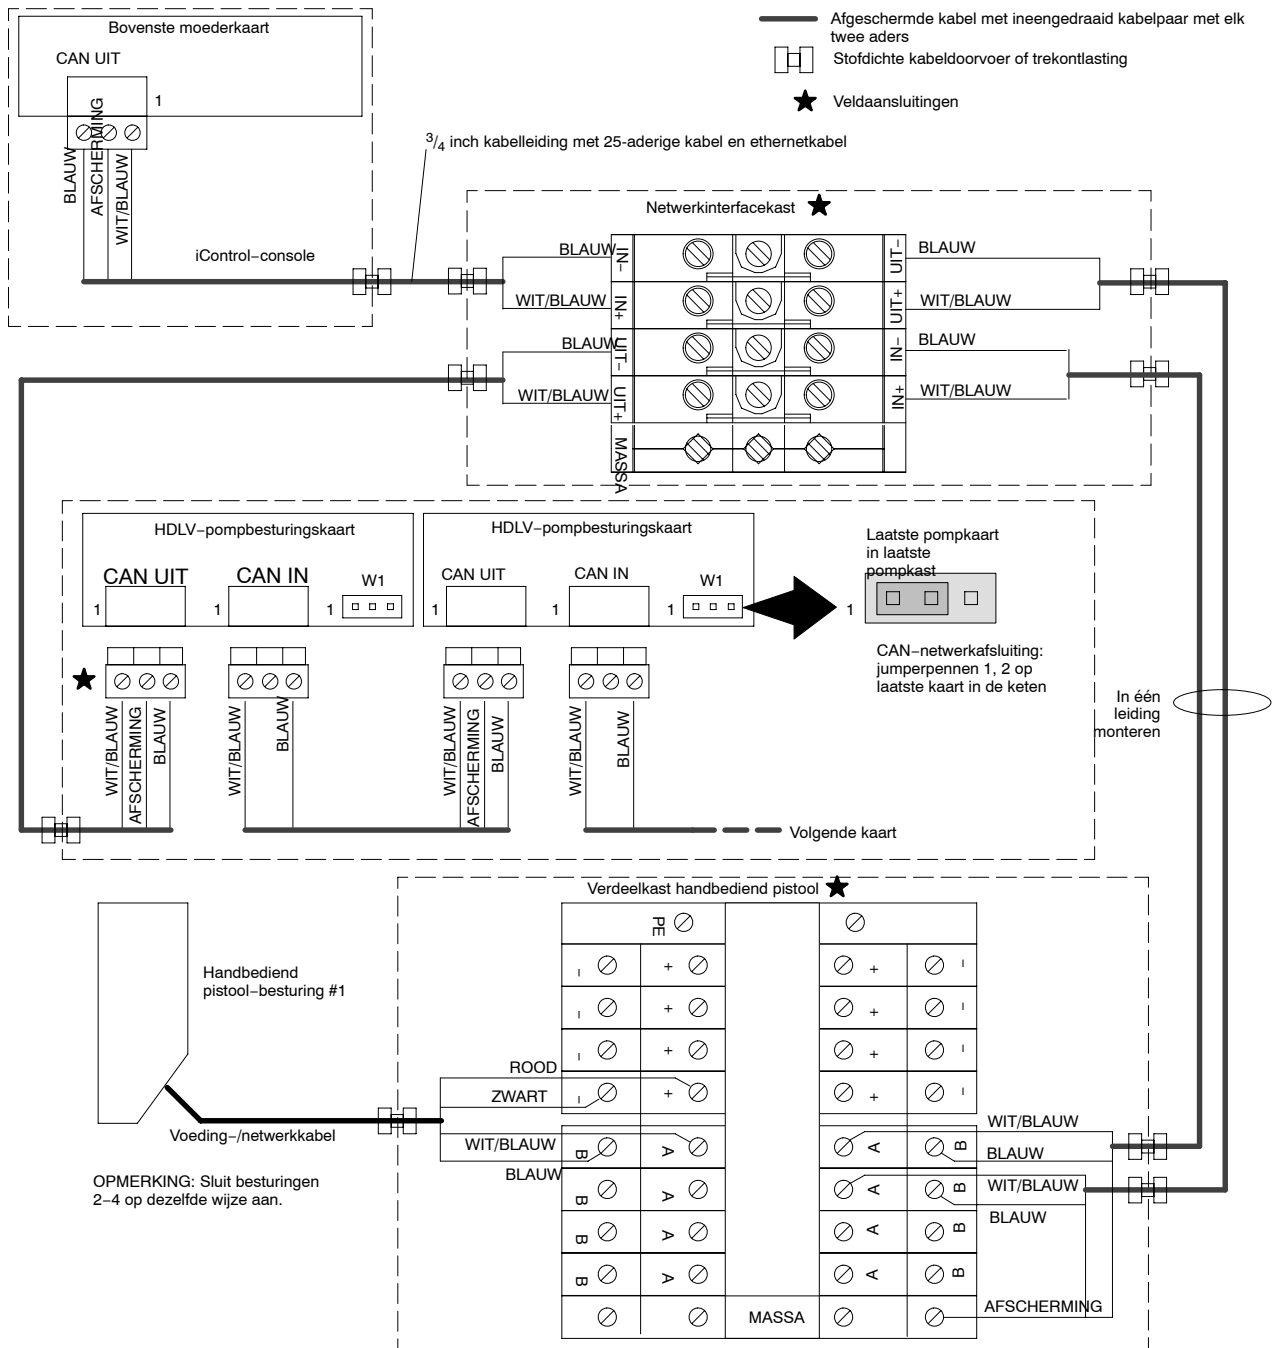 Bovenste moederkaart
CAN UIT
1
BLAUW
AFSCHERMING
WIT/BLAUW
iControl−console
Afgeschermde kabel met ineengedraaid kabelpaar met elk
twee aders
Stofdichte kabeldoorvoer of trekontlasting
Veldaansluitingen
3/4 inch kabelleiding met 25-aderige kabel en ethernetkabel
Netwerkinterfacekast
BLAUW
IN-
UIT-
BLAUW
WIT/BLAUW
IN+
UIT+
WIT/BLAUW
BLAUW
UIT-
IN-
BLAUW
WIT/BLAUW
UIT+
IN+
WIT/BLAUW
MASSA
HDLV−pompbesturingskaart
CAN UIT
CAN IN
W1
1
1
1
HDLV−pompbesturingskaart
CAN UIT
CAN IN
W1
1
1
1
Laatste pompkaart
in laatste
pompkast
1
CAN−netwerkafsluiting:
jumperpennen 1, 2 op
laatste kaart in de keten
WIT/BLAUW
AFSCHERMING
BLAUW
WIT/BLAUW
BLAUW
WIT/BLAUW
AFSCHERMING
BLAUW
WIT/BLAUW
BLAUW
Volgende kaart
In één
leiding
monteren
Verdeelkast handbediend pistool
PE
− + + −
− + + −
− + + −
− + + −
B A A B
B A A B
B A A B
B A A B
MASSA
Handbediend
pistool−besturing #1
Voeding−/netwerkkabel
OPMERKING: Sluit besturingen
2−4 op dezelfde wijze aan.
ROOD
ZWART
WIT/BLAUW
BLAUW
WIT/BLAUW
BLAUW
WIT/BLAUW
BLAUW
AFSCHERMING